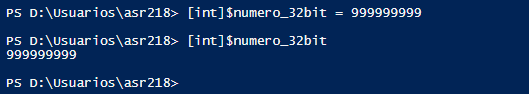 PS D:\Usuarios\asr218> [int]$numero_32bit = 999999999
PS D:\Usuarios\asr218> [int]$numero_32bit
999999999
PS D:\Usuarios\asr218>